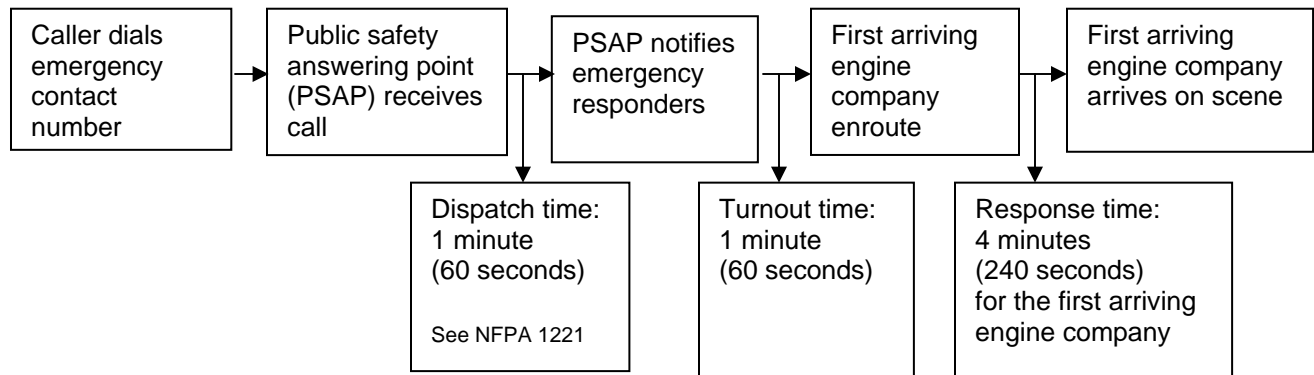 Caller dials
emergency
contact
number
Public safety
answering point
(PSAP) receives
call
PSAP notifies
emergency
responders
First arriving
engine
company
enroute
First arriving
engine company
arrives on scene
Dispatch time:
1 minute
(60 seconds)
See NFPA 1221
Turnout time:
1 minute
(60 seconds)
Response time:
4 minutes
(240 seconds)
for the first arriving
engine company